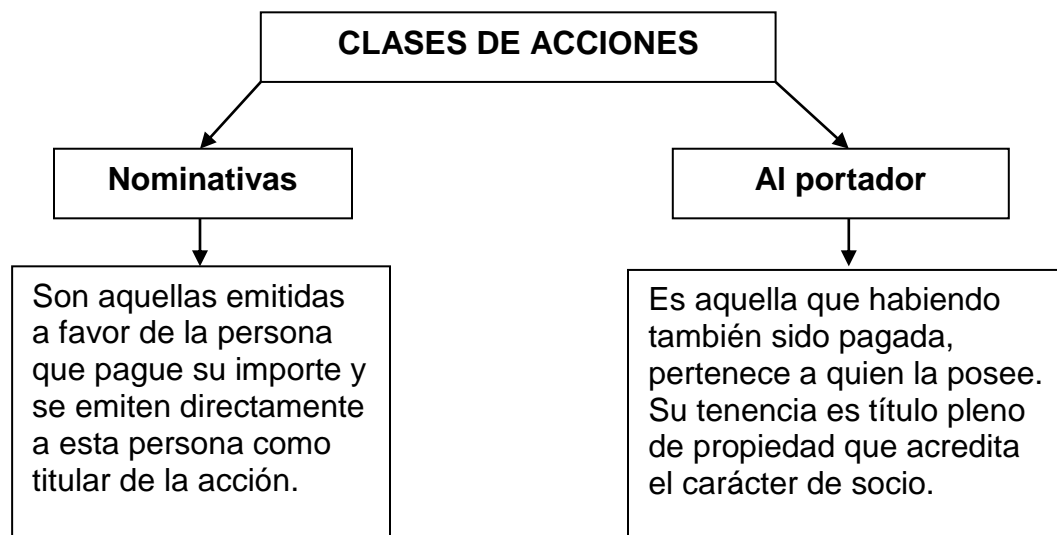 CLASES DE ACCIONES
Nominativas
Al portador
Son aquellas emitidas
a favor de la persona
que pague su importe y
se emiten directamente
a esta persona como
titular de la acción.
Es aquella que habiendo
también sido pagada,
pertenece a quien la posee.
Su tenencia es título pleno
de propiedad que acredita
el carácter de socio.